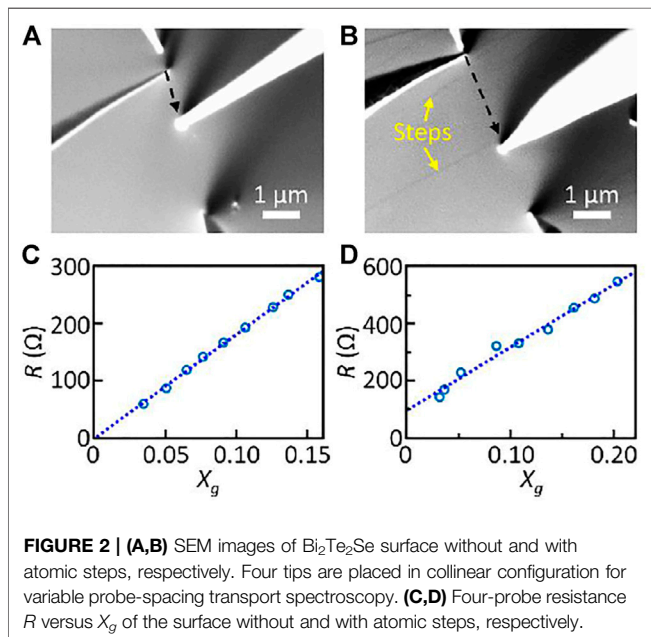 A
B
Steps
1 μm
1 μm
C
D
300
200
100
0
R (Ω)
0
0.05
0.10
0.15
X_g
600
400
200
0
R (Ω)
0
0.10
0.20
X_g
FIGURE 2 | (A,B) SEM images of Bi₂Te₂Se surface without and with
atomic steps, respectively. Four tips are placed in collinear configuration for
variable probe-spacing transport spectroscopy. (C,D) Four-probe resistance
R versus X_g of the surface without and with atomic steps, respectively.